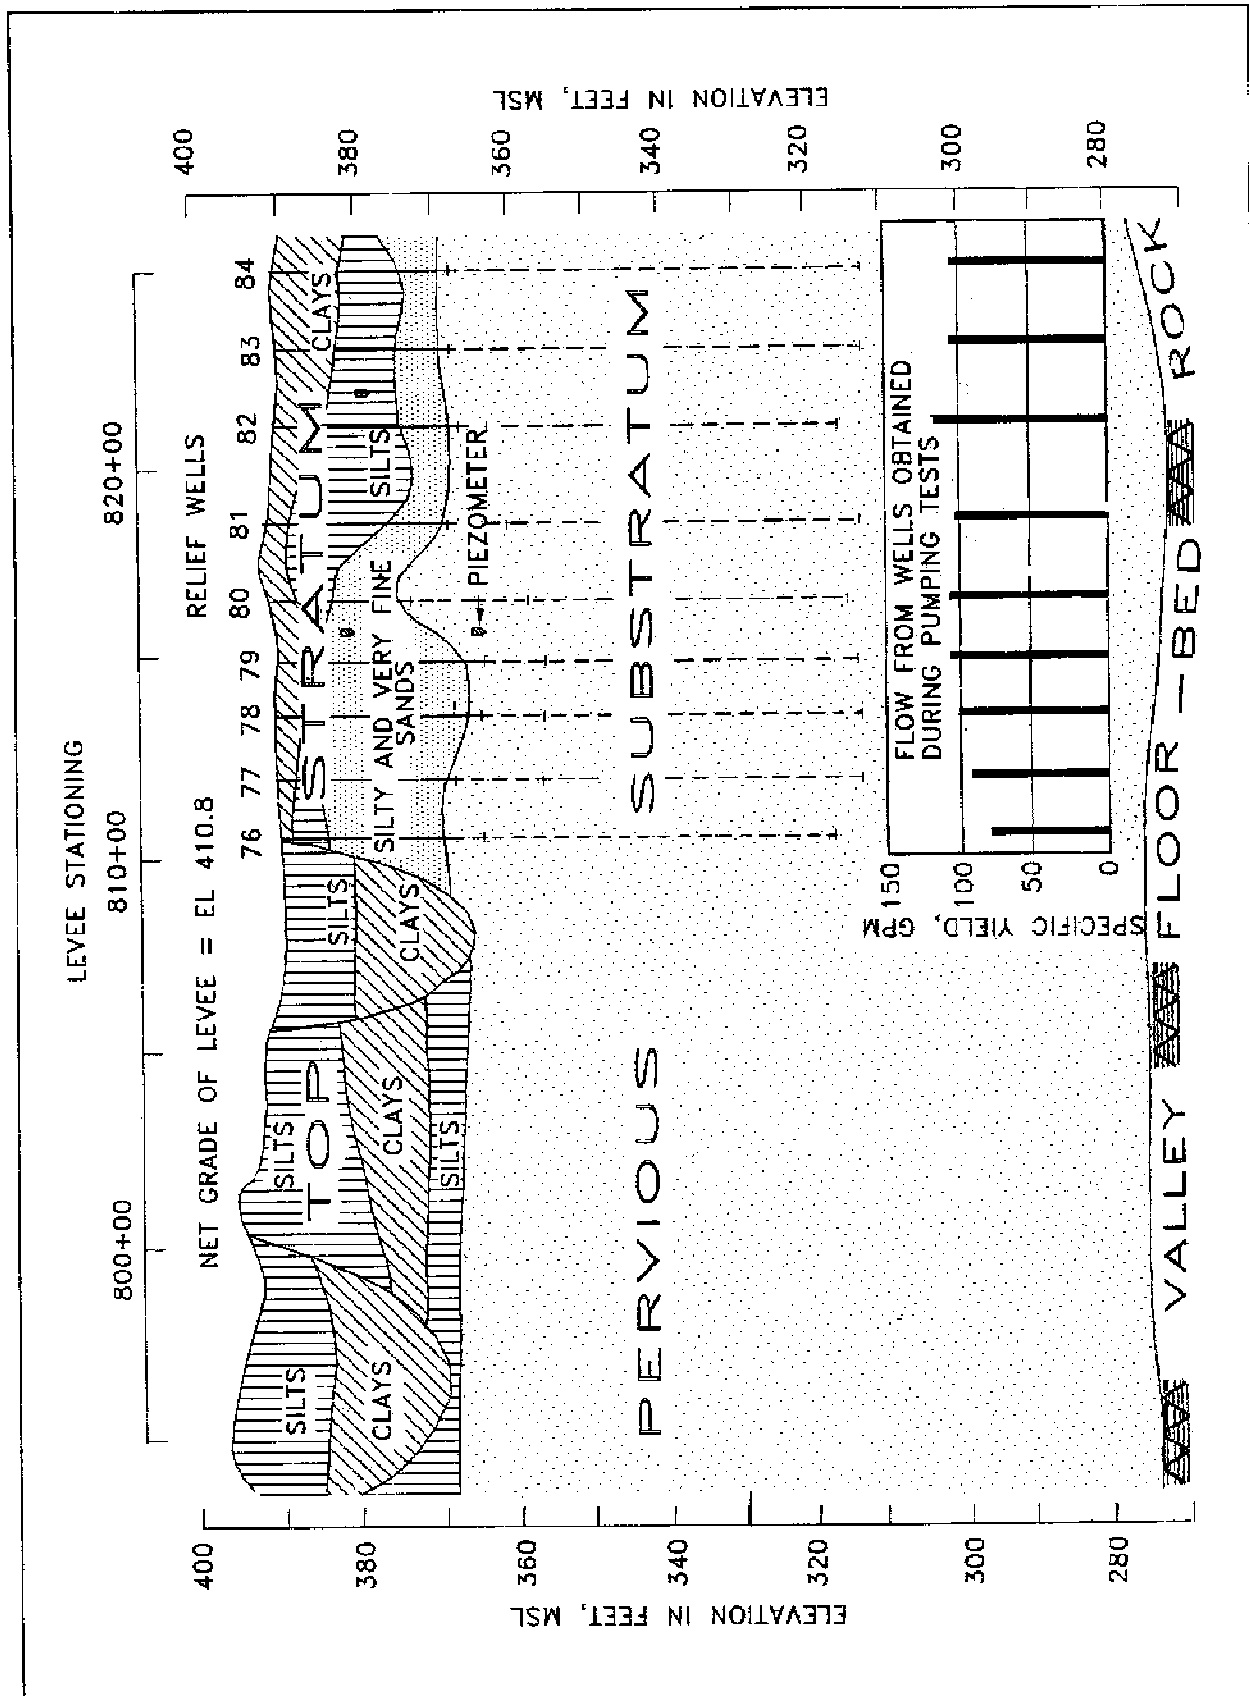 LEVEE STATIONING
800+00
810+00
820+00
NET GRADE OF LEVEE = EL 410.8
RELIEF WELLS
76
77
78
79
80
81
82
83
84
400
380
360
340
320
300
280
ELEVATION IN FEET, MSL
400
380
360
340
320
300
280
ELEVATION IN FEET, MSL
TOP STRATUM
SILTS
CLAYS
SILTS
CLAYS
SILTS
SILTS
CLAYS
SILTY AND VERY FINE
SANDS
SILTS
CLAYS
PIEZOMETER
PERVIOUS SUBSTRATUM
FLOW FROM WELLS OBTAINED
DURING PUMPING TESTS
150
100
50
0
SPECIFIC YIELD, GPM
VALLEY FLOOR-BED ROCK